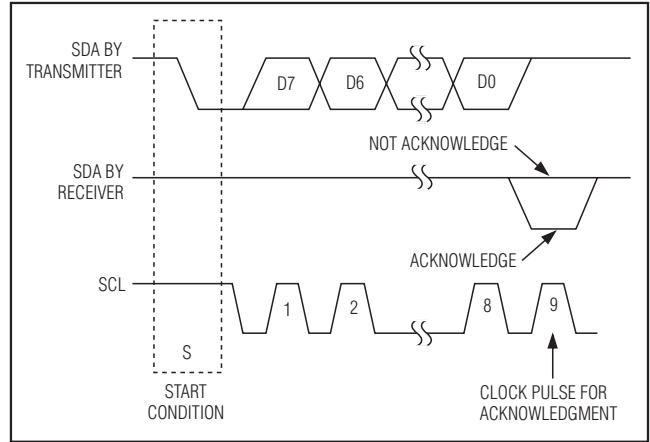 SDA BY
TRANSMITTER
D7
D6
D0
NOT ACKNOWLEDGE
SDA BY
RECEIVER
ACKNOWLEDGE
SCL
1
2
8
9
S
START
CONDITION
CLOCK PULSE FOR
ACKNOWLEDGMENT